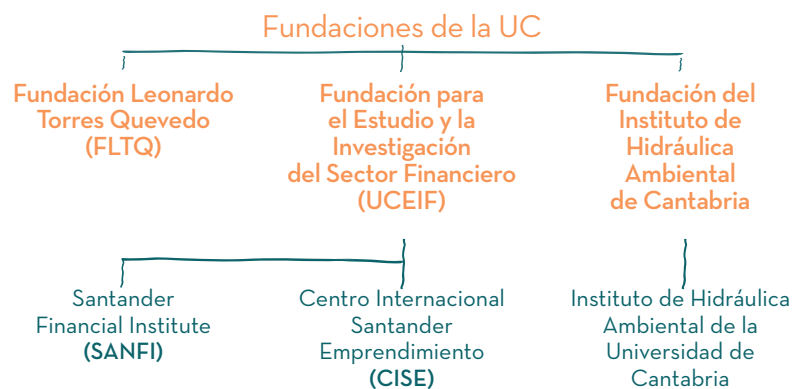 Fundaciones de la UC
Fundación Leonardo
Torres Quevedo
(FLTQ)
Fundación para
el Estudio y la
Investigación
del Sector Financiero
(UCEIF)
Fundación del
Instituto de
Hidráulica
Ambiental
de Cantabria
Santander
Financial Institute
(SANFI)
Centro Internacional
Santander
Emprendimiento
(CISE)
Instituto de Hidráulica
Ambiental de la
Universidad de
Cantabria